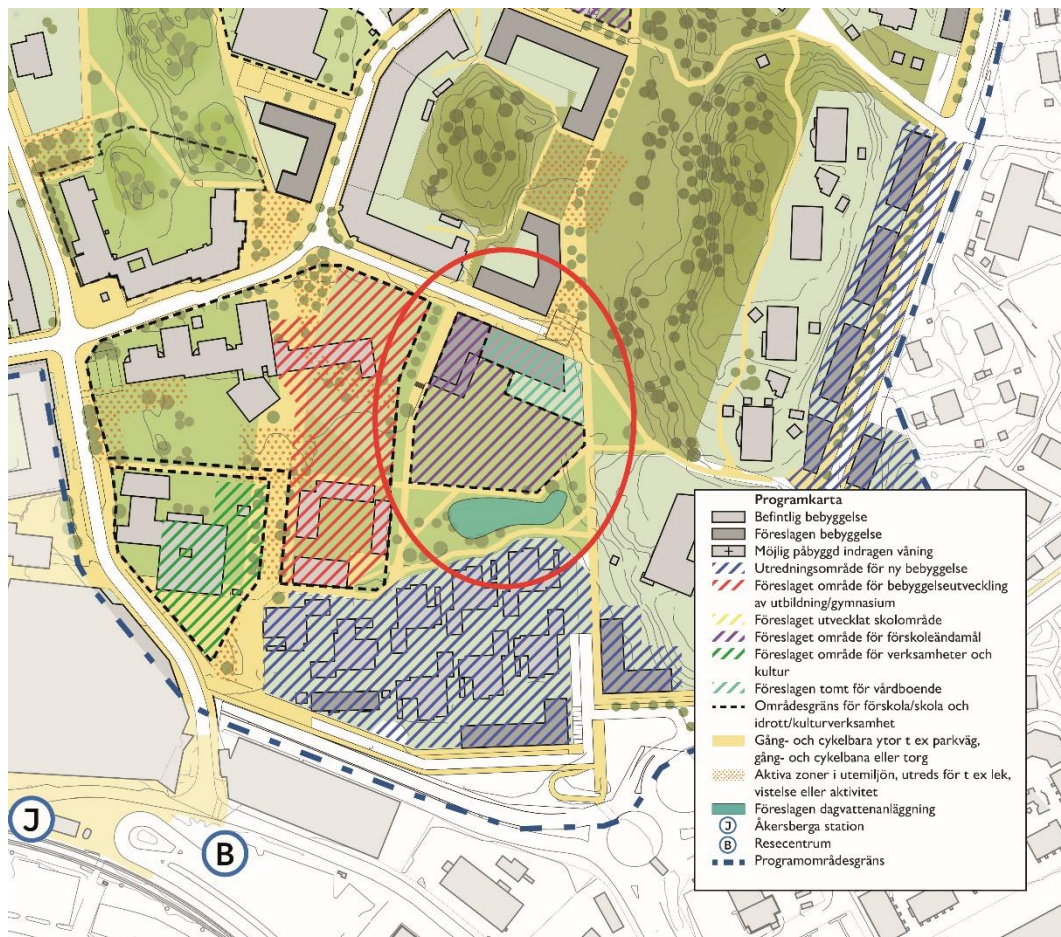 Programkarta
Befintlig bebyggelse
Föreslagen bebyggelse
Möjlig påbyggd indragen våning
Utredningsområde för ny bebyggelse
Föreslaget område för bebyggelseutveckling
av utbildning/gymnasium
Föreslaget utvecklat skolområde
Föreslaget område för förskoleändamål
Föreslaget område för verksamheter och
kultur
Föreslagen tomt för vårdboende
Områdesgräns för förskola/skola och
idrott/kulturverksamhet
Gång- och cykelbara ytor t ex parkväg,
gång- och cykelbana eller torg
Aktiva zoner i utemiljön, utreds för t ex lek,
vistelse eller aktivitet
Föreslagen dagvattenanläggning
J Åkersberga station
B Resecentrum
Programområdesgräns
J
B